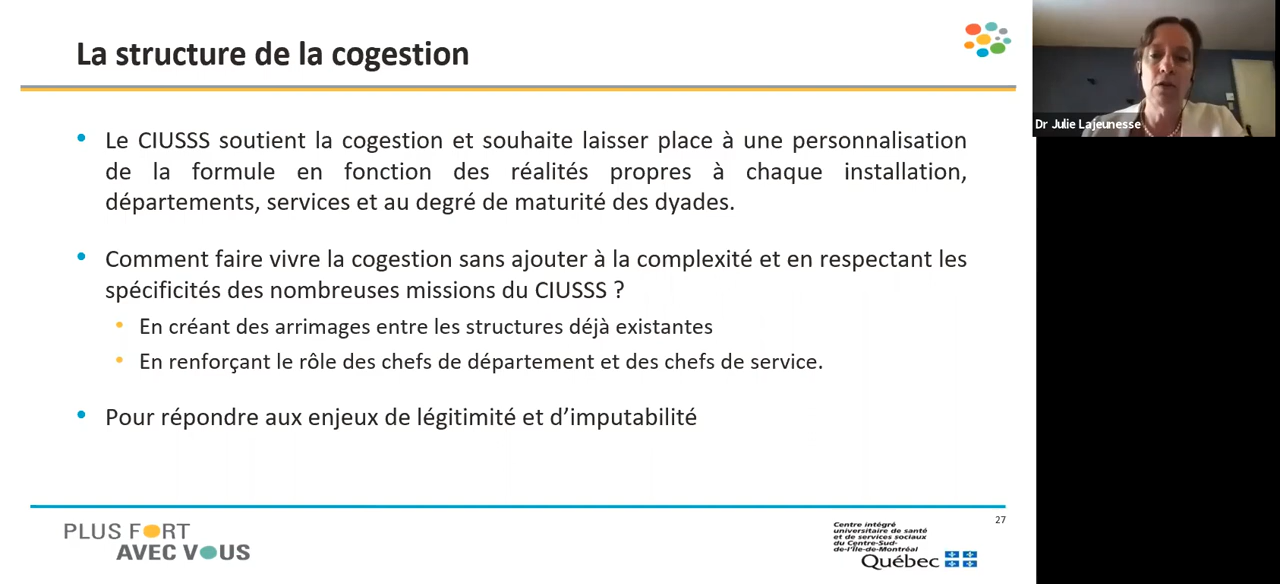 La structure de la cogestion
Dr Julie Lajeunesse
• Le CIUSSS soutient la cogestion et souhaite laisser place à une personnalisation
de la formule en fonction des réalités propres à chaque installation,
départements, services et au degré de maturité des dyades.
• Comment faire vivre la cogestion sans ajouter à la complexité et en respectant les
spécificités des nombreuses missions du CIUSSS ?
• En créant des arrimages entre les structures déjà existantes
• En renforçant le rôle des chefs de département et des chefs de service.
• Pour répondre aux enjeux de légitimité et d’imputabilité
27
PLUS FORT
AVEC VOUS
Centre intégré
universitaire de santé
et de services sociaux
du Centre-Sud-
de-l'Île-de-Montréal
Québec